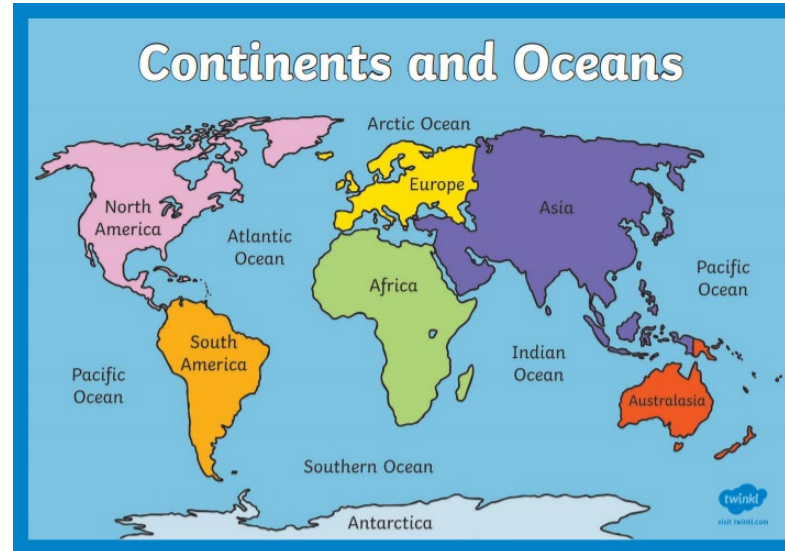 Continents and Oceans
Arctic Ocean
North
America
Europe
Asia
Atlantic
Ocean
Africa
Pacific
Ocean
South
America
Indian
Ocean
Pacific
Ocean
Australasia
Southern Ocean
Antarctica
twinkl
visit twinkl.com